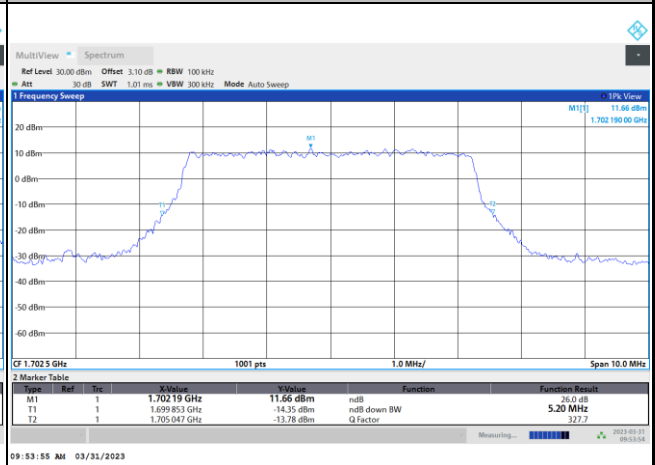 MultiView Spectrum
Ref Level 30.00 dBm Offset 3.10 dB RBW 100 kHz
Att 30 dB SWT 1.01 ms VBW 300 kHz Mode Auto Sweep
1 Frequency Sweep 1Pk View
M1[1] 11.66 dBm
1.702 190 00 GHz
20 dBm
M1
10 dBm
0 dBm
T1
-10 dBm
T2
-20 dBm
-30 dBm
-40 dBm
-50 dBm
-60 dBm
CF 1.702 5 GHz 1001 pts 1.0 MHz/ Span 10.0 MHz
2 Marker Table
Type Ref Trc X-Value Y-Value Function Function Result
M1 1 1.702 19 GHz 11.66 dBm ndB 26.0 dB
T1 1 1.699 853 GHz -14.35 dBm ndB down BW 5.20 MHz
T2 1 1.705 047 GHz -13.78 dBm Q Factor 327.7
Measuring... 2023-03-31
09:53:54
09:53:55 AM 03/31/2023